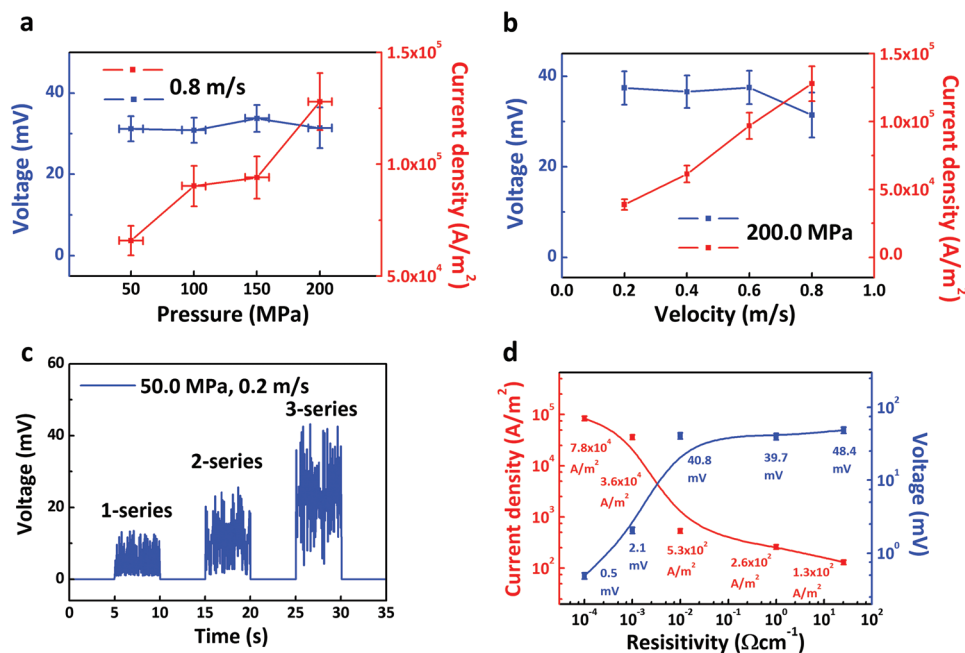 a
0.8 m/s
Voltage (mV)
40
20
0
1.5x10⁵
1.0x10⁵
5.0x10⁴
Current density (A/m²)
50
100
150
200
Pressure (MPa)
b
200.0 MPa
Voltage (mV)
40
20
0
1.5x10⁵
1.0x10⁵
5.0x10⁴
0.0
Current density (A/m²)
0.0
0.2
0.4
0.6
0.8
1.0
Velocity (m/s)
c
50.0 MPa, 0.2 m/s
1-series
2-series
3-series
Voltage (mV)
60
40
20
0
0
5
10
15
20
25
30
35
Time (s)
d
Current density (A/m²)
10⁵
10⁴
10³
10²
7.8x10⁴
A/m²
3.6x10⁴
A/m²
5.3x10²
A/m²
2.6x10²
A/m²
1.3x10²
A/m²
0.5
mV
2.1
mV
40.8
mV
39.7
mV
48.4
mV
10²
10¹
10⁰
Voltage (mV)
10⁻⁴
10⁻³
10⁻²
10⁻¹
10⁰
10¹
10²
Resisitivity (Ωcm⁻¹)